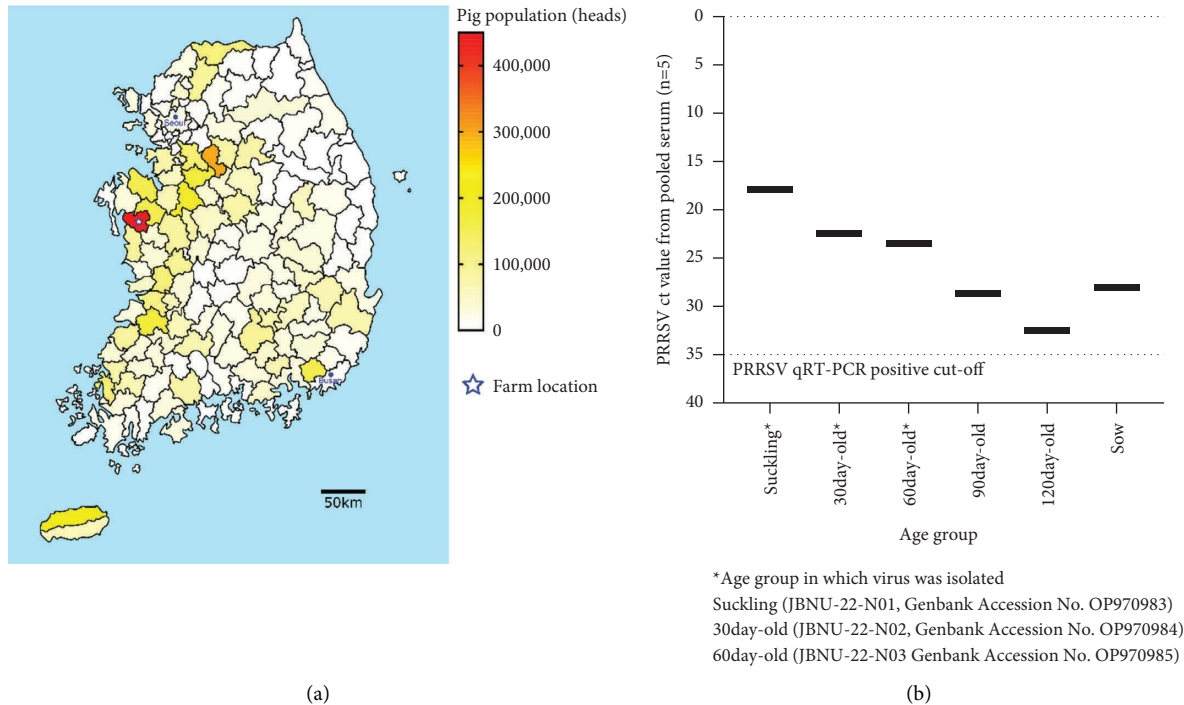 Pig population (heads)
400,000
300,000
200,000
100,000
0
Seoul
Busan
Farm location
50km
(a)
PRRSV ct value from pooled serum (n=5)
0
5
10
15
20
25
30
35
40
PRRSV qRT-PCR positive cut-off
Suckling*
30day-old*
60day-old*
90day-old
120day-old
Sow
Age group
*Age group in which virus was isolated
Suckling (JBNU-22-N01, Genbank Accession No. OP970983)
30day-old (JBNU-22-N02, Genbank Accession No. OP970984)
60day-old (JBNU-22-N03 Genbank Accession No. OP970985)
(b)